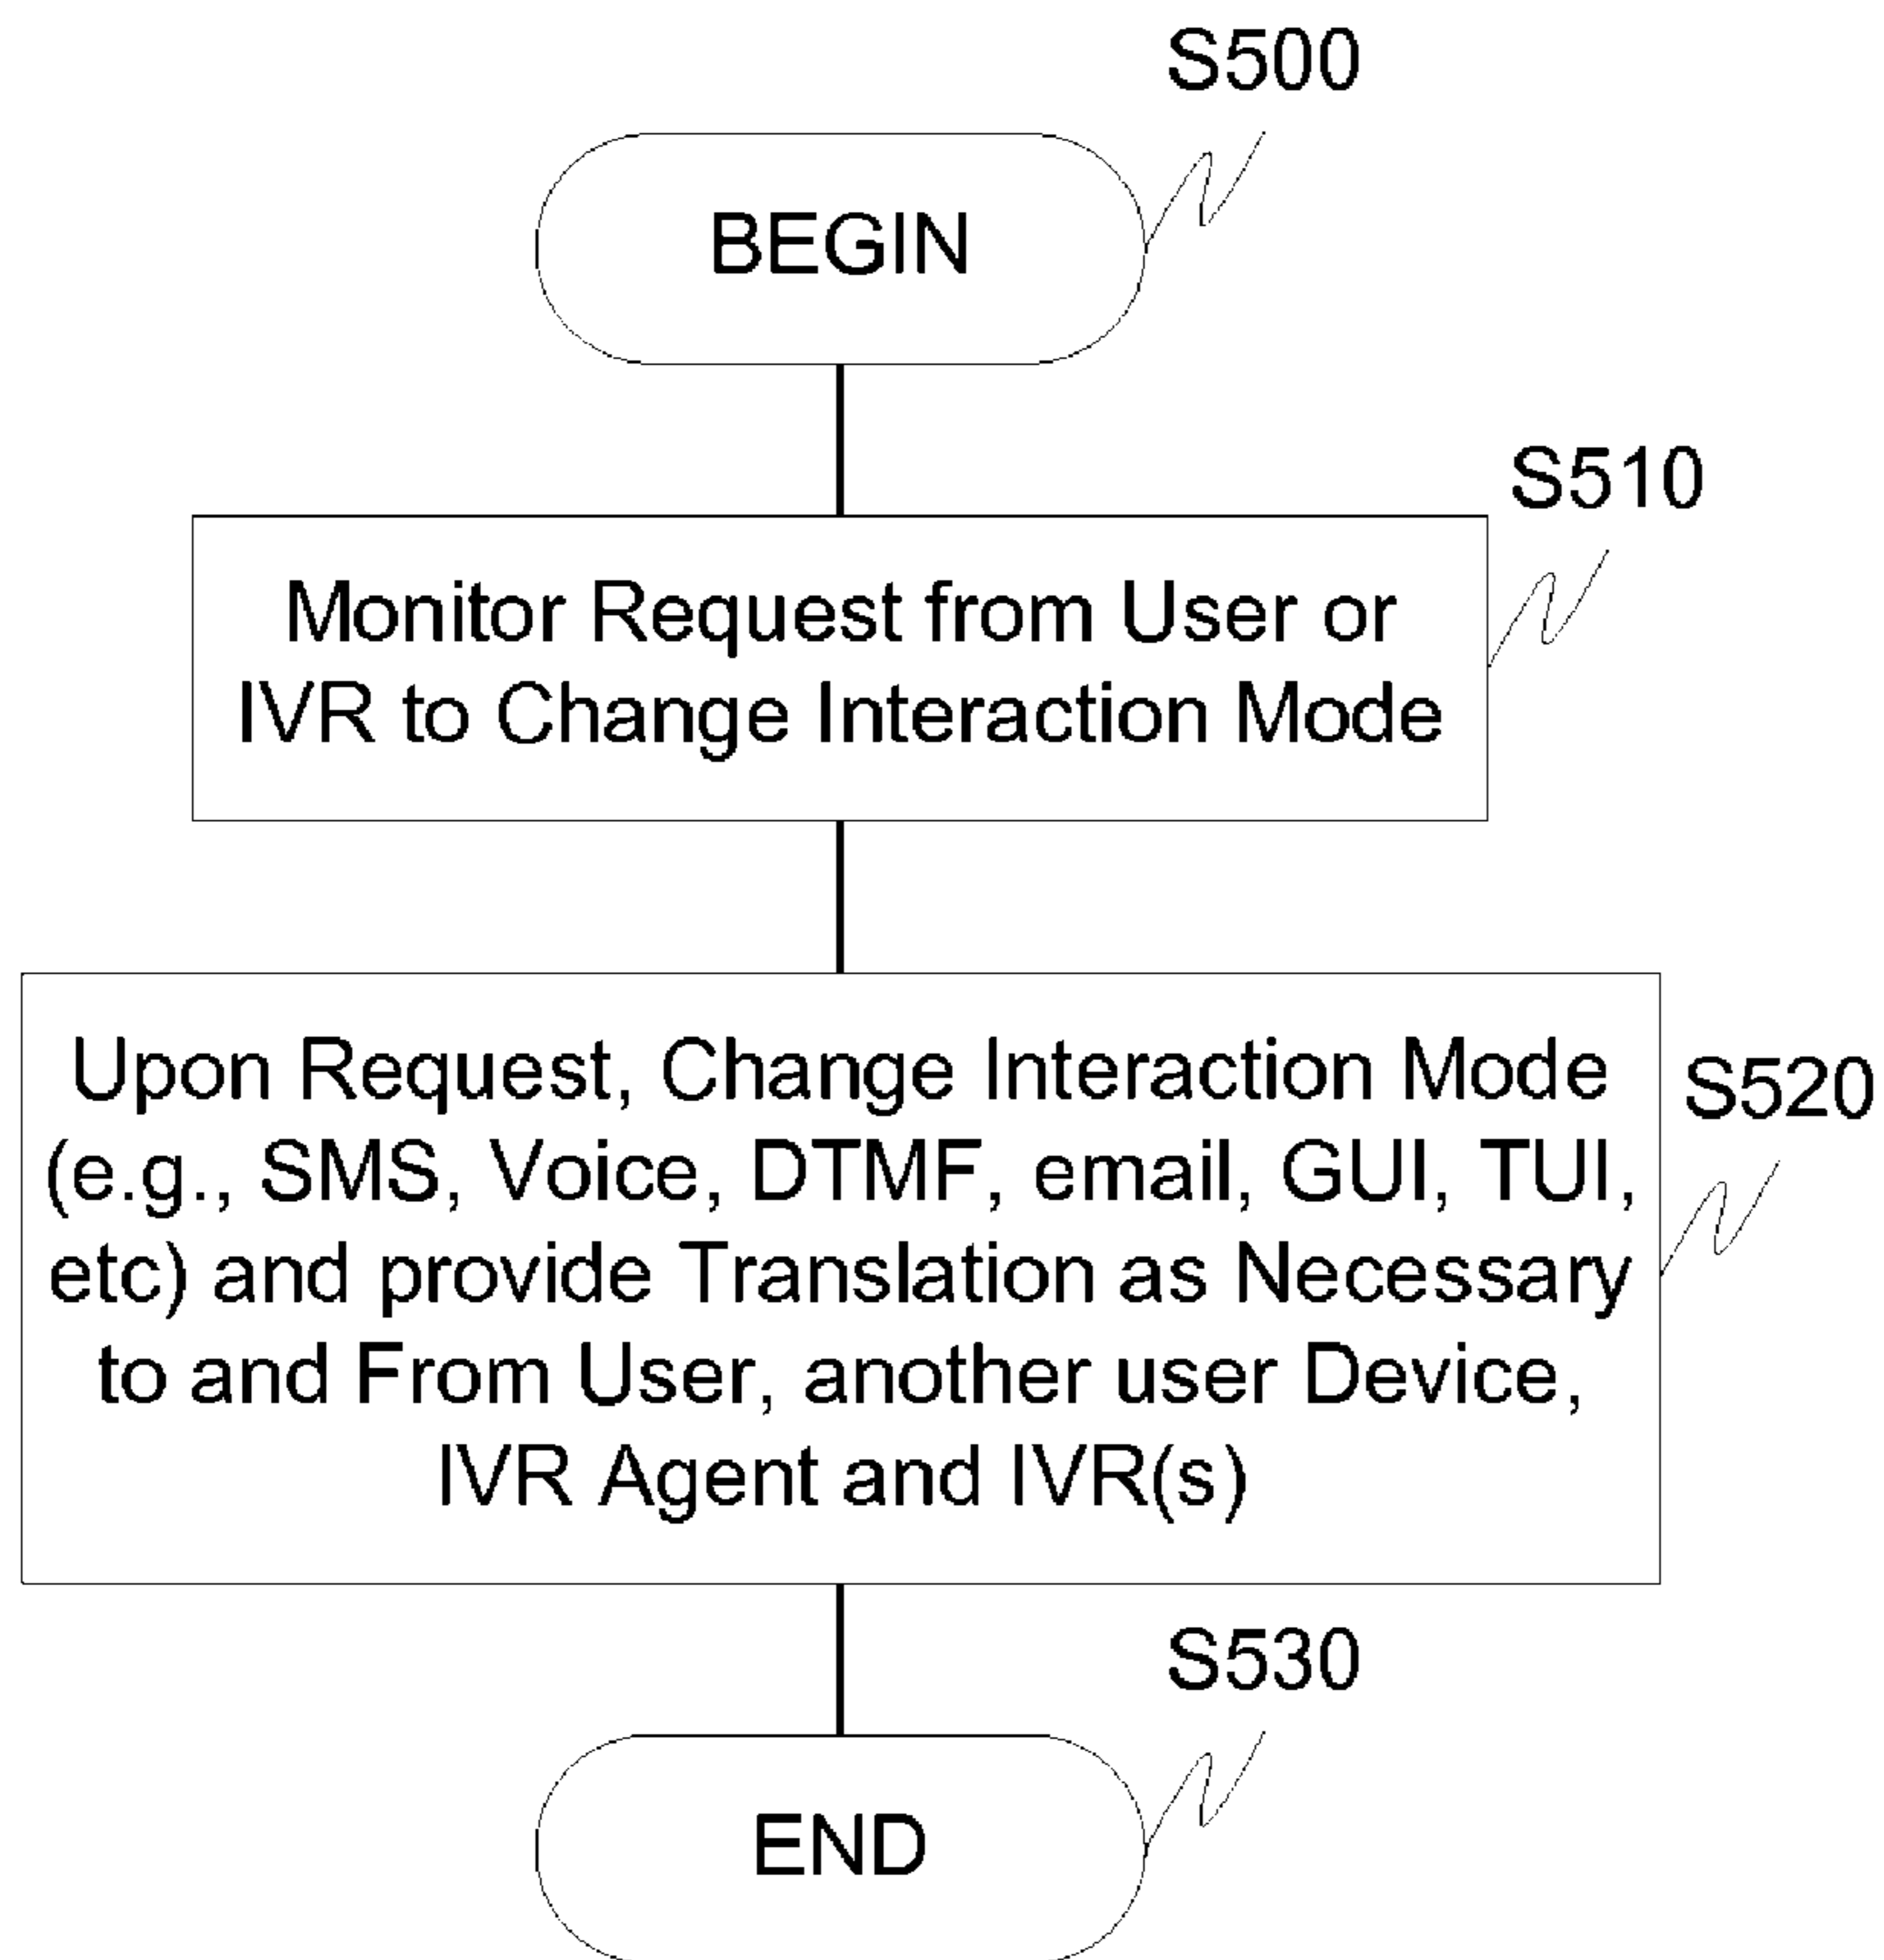 S500
BEGIN
S510
Monitor Request from User or
IVR to Change Interaction Mode
Upon Request, Change Interaction Mode
S520
(e.g., SMS, Voice, DTMF, email, GUI, TUI,
etc) and provide Translation as Necessary
to and From User, another user Device,
IVR Agent and IVR(s)
S530
END